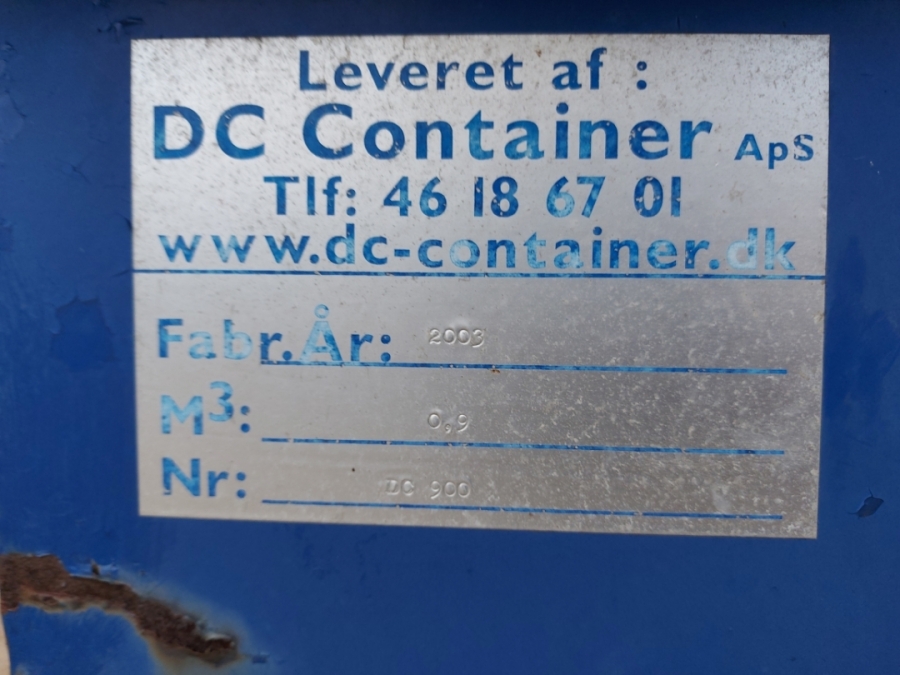 Leveret af :
DC Container ApS
Tlf: 46 18 67 01
www.dc-container.dk
Fabr.År: 2003
M³: 0,9
Nr: DC 900